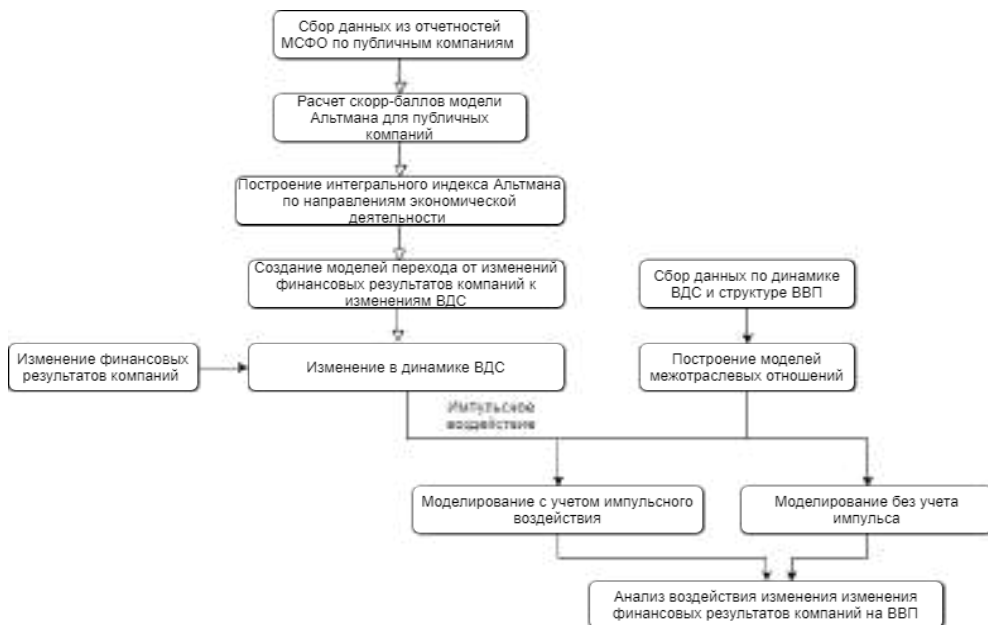 Сбор данных из отчетностей
МСФО по публичным компаниям
Расчет скорр-баллов модели
Альтмана для публичных
компаний
Построение интегрального индекса Альтмана
по направлениям экономической
деятельности
Создание моделей перехода от изменений
финансовых результатов компаний к
изменениям ВДС
Сбор данных по динамике
ВДС и структуре ВВП
Изменение финансовых
результатов компаний
Изменение в динамике ВДС
Построение моделей
межотраслевых отношений
Импульсное
воздействие
Моделирование с учетом импульсного
воздействия
Моделирование без учета
импульса
Анализ воздействия изменения изменения
финансовых результатов компаний на ВВП